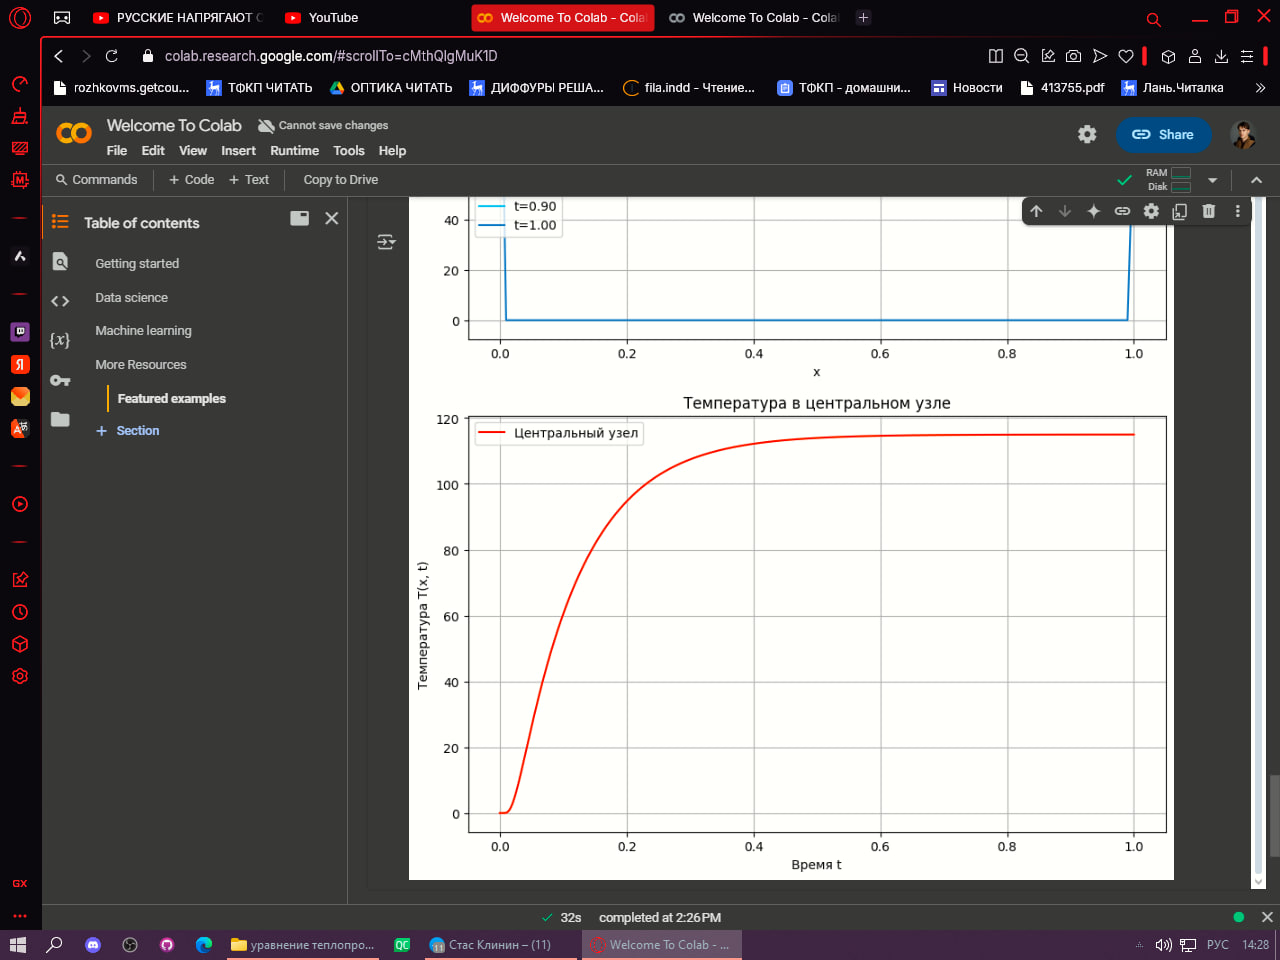 РУССКИЕ НАПРЯГАЮТ
YouTube
Welcome To Colab - Cola
Welcome To Colab - Cola
colab.research.google.com/#scrollTo=cMthQlgMuK1D
rozhkovms.getcou...
ТФКП ЧИТАТЬ
ОПТИКА ЧИТАТЬ
ДИФФУРЫ РЕША...
fila.indd - Чтение...
ТФКП - домашни...
Новости
413755.pdf
Лань.Читалка
Welcome To Colab
Cannot save changes
File Edit View Insert Runtime Tools Help
Share
Commands + Code + Text Copy to Drive
RAM
Disk
Table of contents
Getting started
Data science
Machine learning
More Resources
Featured examples
+ Section
t=0.90
t=1.00
40
20
0
0.0 0.2 0.4 0.6 0.8 1.0
x
Температура в центральном узле
Центральный узел
120
100
80
60
40
20
0
Температура T(x, t)
0.0 0.2 0.4 0.6 0.8 1.0
Время t
32s completed at 2:26 PM
GX
уравнение теплопро...
QC
Стас Клинин – (11)
Welcome To Colab - ...
РУС
14:28